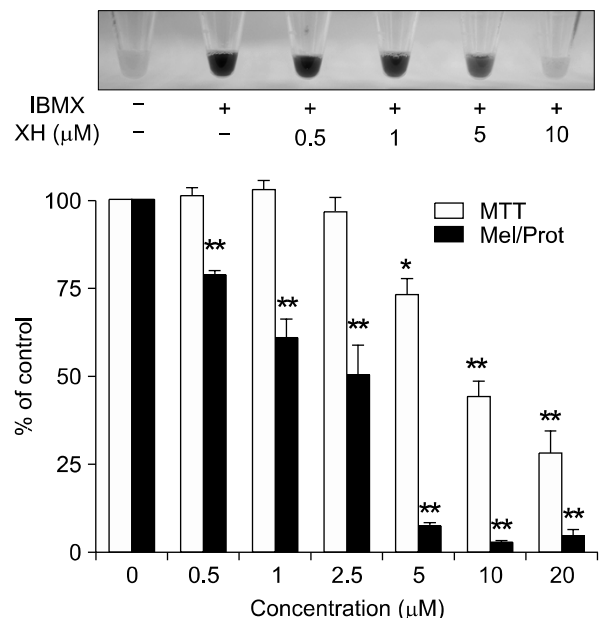 IBMX – + + + + +
XH (μM) – – 0.5 1 5 10
100
75
50
25
0
% of control
MTT
Mel/Prot
**
**
**
*
**
**
**
**
**
0 0.5 1 2.5 5 10 20
Concentration (μM)